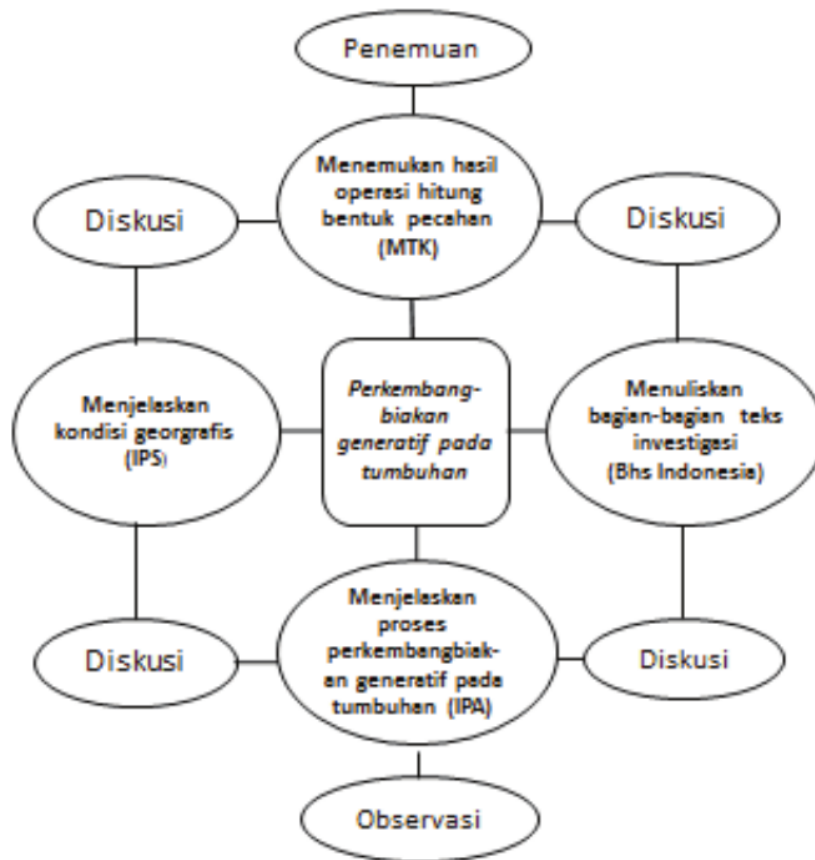 Penemuan
Menemukan hasil
operasi hitung
bentuk pecahan
(MTK)
Diskusi
Diskusi
Menjelaskan
kondisi georgrafis
(IPS)
Perkembang-
biakan
generatif pada
tumbuhan
Menuliskan
bagian-bagian teks
investigasi
(Bhs Indonesia)
Menjelaskan
proses
perkembangbiak-
an generatif pada
tumbuhan (IPA)
Diskusi
Diskusi
Observasi